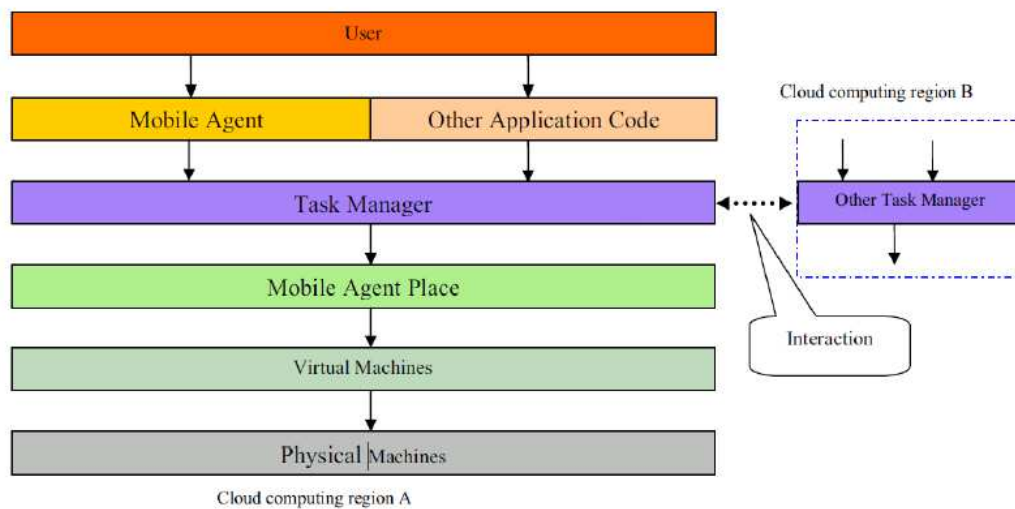 User
Mobile Agent
Other Application Code
Cloud computing region B
Task Manager
Other Task Manager
Mobile Agent Place
Interaction
Virtual Machines
Physical Machines
Cloud computing region A